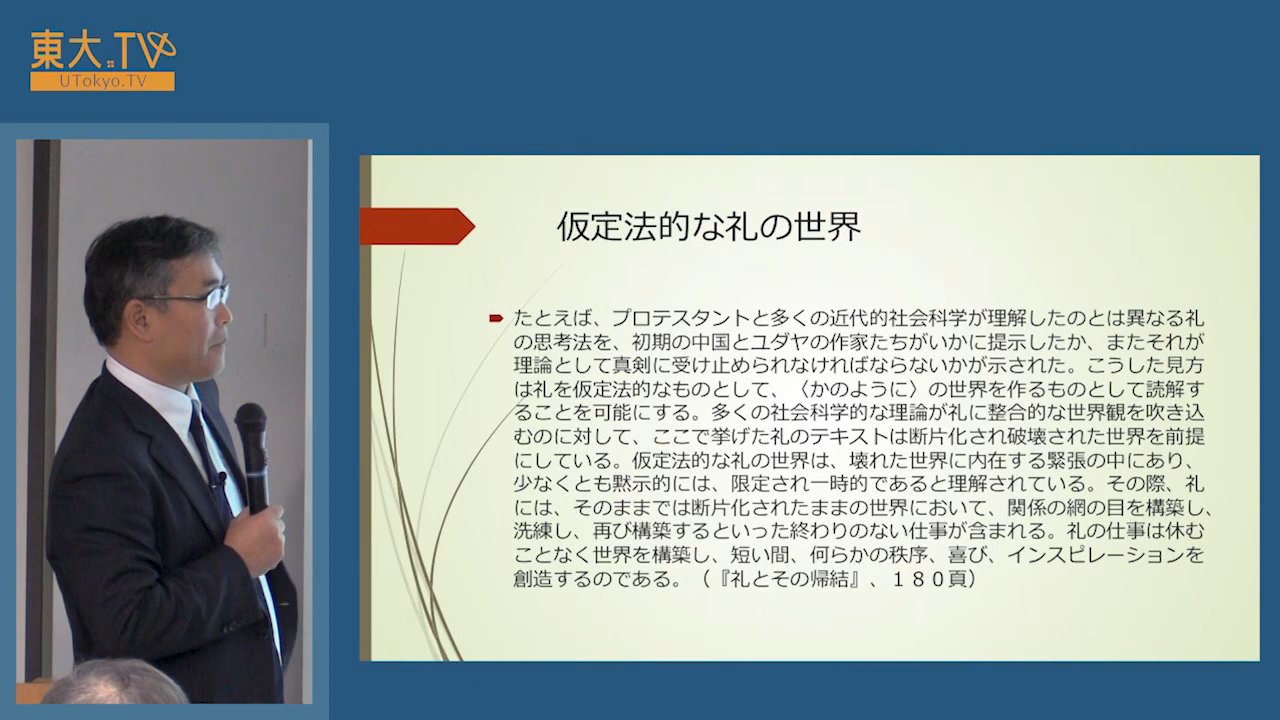 東大.TV
UTokyo.TV
仮定法的な礼の世界
たとえば、プロテスタントと多くの近代的社会科学が理解したのとは異なる礼
の思考法を、初期の中国とユダヤの作家たちがいかに提示したか、またそれが
理論として真剣に受け止められなければならないかが示された。こうした見方
は礼を仮定法的なものとして、〈かのように〉の世界を作るものとして読解す
ることを可能にする。多くの社会科学的な理論が礼に整合的な世界観を吹き込
むのに対して、ここで挙げた礼のテキストは断片化され破壊された世界を前提
にしている。仮定法的な礼の世界は、壊れた世界に内在する緊張の中にあり、
少なくとも黙示的には、限定され一時的であると理解されている。その際、礼
には、そのままでは断片化されたままの世界において、関係の網の目を構築し、
洗練し、再び構築するといった終わりのない仕事が含まれる。礼の仕事は休む
ことなく世界を構築し、短い間、何らかの秩序、喜び、インスピレーションを
創造するのである。（『礼とその帰結』、１８０頁）